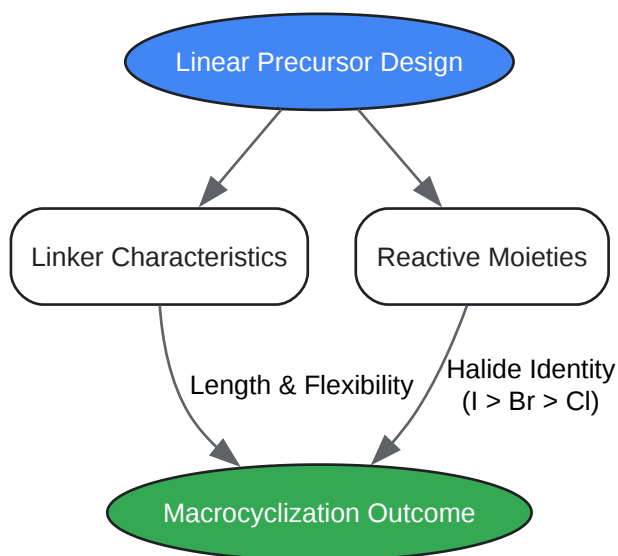 Linear Precursor Design
Linker Characteristics
Reactive Moieties
Length & Flexibility
Halide Identity
(I > Br > Cl)
Macrocyclization Outcome